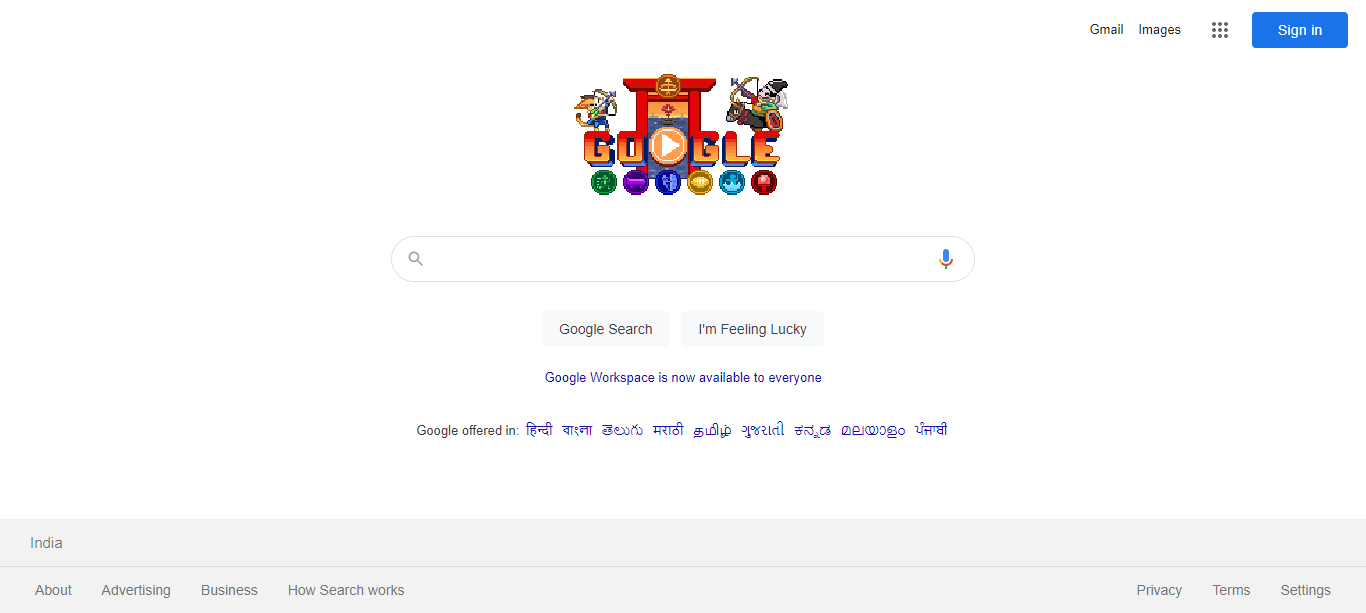 Gmail Images Sign in
GOOGLE
Google Search I'm Feeling Lucky
Google Workspace is now available to everyone
Google offered in: हिन्दी বাংলা తెలుగు मराठी தமிழ் ગુજરાતી ಕನ್ನಡ മലയാളം ਪੰਜਾਬੀ
India
About Advertising Business How Search works Privacy Terms Settings